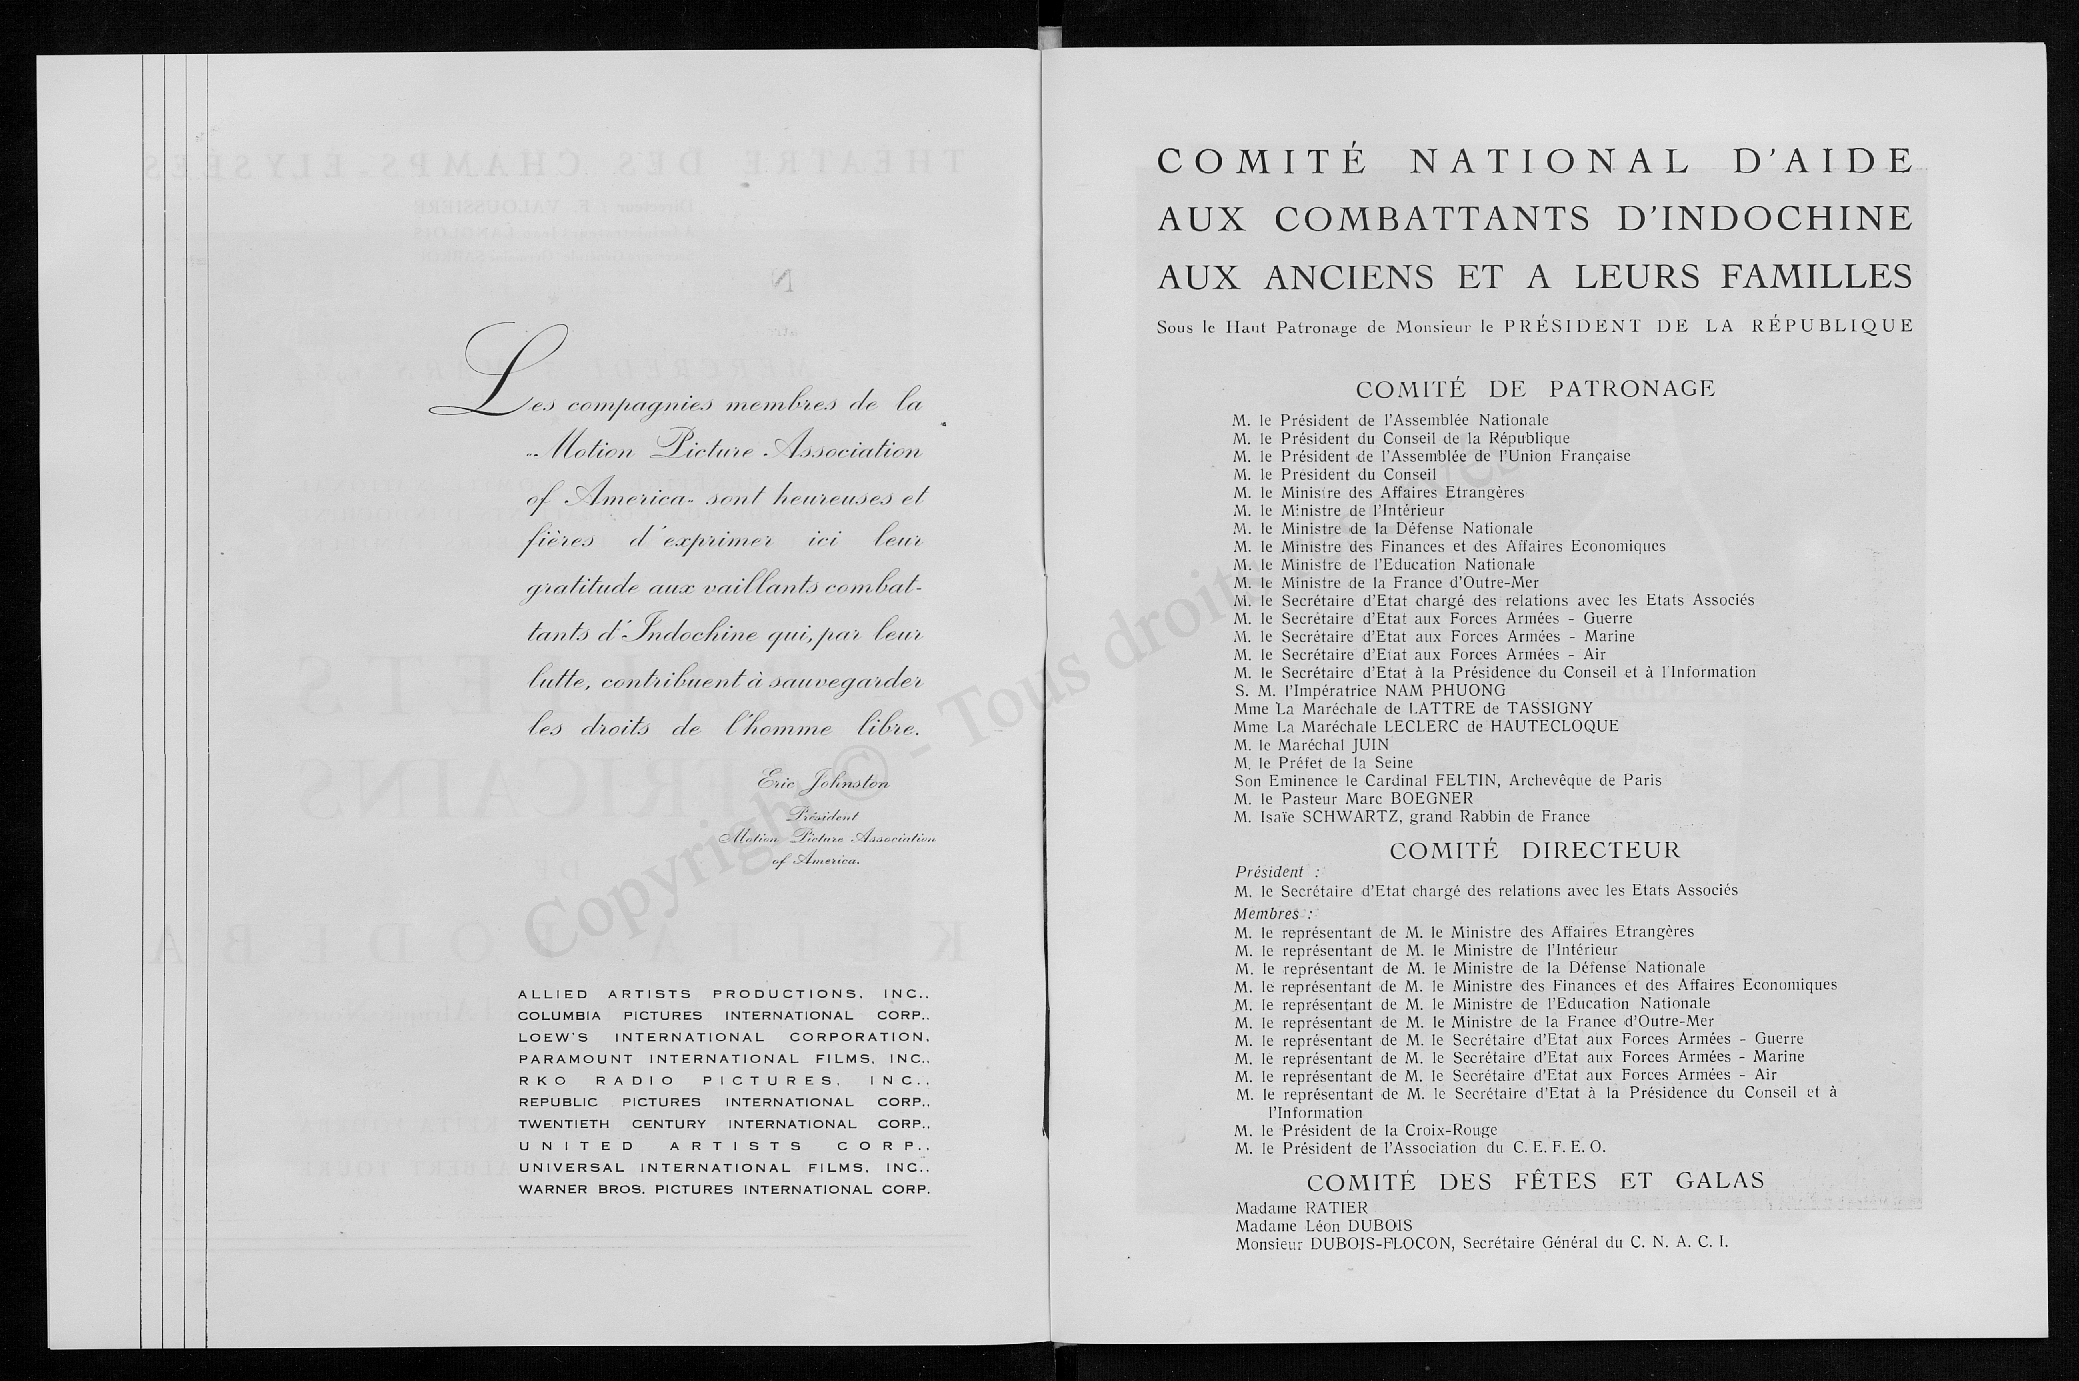 Les compagnies membres de la
"Motion Picture Association
of America" sont heureuses et
fières d'exprimer ici leur
gratitude aux vaillants combat-
tants d'Indochine qui, par leur
lutte, contribuent à sauvegarder
les droits de l'homme libre.
Eric Johnston
Président
Motion Picture Association
of America.
ALLIED ARTISTS PRODUCTIONS, INC.,
COLUMBIA PICTURES INTERNATIONAL CORP.,
LOEW'S INTERNATIONAL CORPORATION,
PARAMOUNT INTERNATIONAL FILMS, INC.,
RKO RADIO PICTURES, INC.,
REPUBLIC PICTURES INTERNATIONAL CORP.,
TWENTIETH CENTURY INTERNATIONAL CORP.,
UNITED ARTISTS CORP.,
UNIVERSAL INTERNATIONAL FILMS, INC.,
WARNER BROS. PICTURES INTERNATIONAL CORP.
COMITÉ NATIONAL D'AIDE
AUX COMBATTANTS D'INDOCHINE
AUX ANCIENS ET A LEURS FAMILLES
Sous le Haut Patronage de Monsieur le PRÉSIDENT DE LA RÉPUBLIQUE
COMITÉ DE PATRONAGE
M. le Président de l'Assemblée Nationale
M. le Président du Conseil de la République
M. le Président de l'Assemblée de l'Union Française
M. le Président du Conseil
M. le Ministre des Affaires Etrangères
M. le Ministre de l'Intérieur
M. le Ministre de la Défense Nationale
M. le Ministre des Finances et des Affaires Economiques
M. le Ministre de l'Education Nationale
M. le Ministre de la France d'Outre-Mer
M. le Secrétaire d'Etat chargé des relations avec les Etats Associés
M. le Secrétaire d'Etat aux Forces Armées - Guerre
M. le Secrétaire d'Etat aux Forces Armées - Marine
M. le Secrétaire d'Etat aux Forces Armées - Air
M. le Secrétaire d'Etat à la Présidence du Conseil et à l'Information
S. M. l'Impératrice NAM PHUONG
Mme La Maréchale de LATTRE de TASSIGNY
Mme La Maréchale LECLERC de HAUTECLOQUE
M. le Maréchal JUIN
M. le Préfet de la Seine
Son Eminence le Cardinal FELTIN, Archevêque de Paris
M. le Pasteur Marc BOEGNER
M. Isaïe SCHWARTZ, grand Rabbin de France
COMITÉ DIRECTEUR
Président :
M. le Secrétaire d'Etat chargé des relations avec les Etats Associés
Membres :
M. le représentant de M. le Ministre des Affaires Etrangères
M. le représentant de M. le Ministre de l'Intérieur
M. le représentant de M. le Ministre de la Défense Nationale
M. le représentant de M. le Ministre des Finances et des Affaires Economiques
M. le représentant de M. le Ministre de l'Education Nationale
M. le représentant de M. le Ministre de la France d'Outre-Mer
M. le représentant de M. le Secrétaire d'Etat aux Forces Armées - Guerre
M. le représentant de M. le Secrétaire d'Etat aux Forces Armées - Marine
M. le représentant de M. le Secrétaire d'Etat aux Forces Armées - Air
M. le représentant de M. le Secrétaire d'Etat à la Présidence du Conseil et à
l'Information
M. le Président de la Croix-Rouge
M. le Président de l'Association du C. E. F. E. O.
COMITÉ DES FÊTES ET GALAS
Madame RATIER
Madame Léon DUBOIS
Monsieur DUBOIS-FLOCON, Secrétaire Général du C. N. A. C. I.
Copyright © - Tous droits